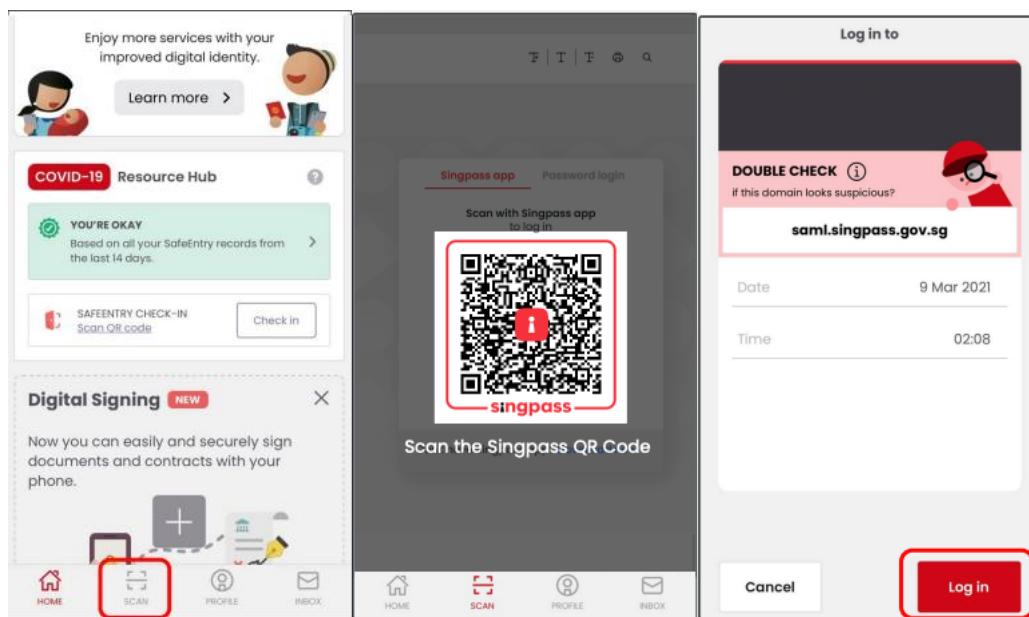 Enjoy more services with your
improved digital identity.
Learn more >
COVID-19 Resource Hub ?
YOU'RE OKAY
Based on all your SafeEntry records from
the last 14 days.
SAFEENTRY CHECK-IN
Scan QR code
Check in
Digital Signing NEW
Now you can easily and securely sign
documents and contracts with your
phone.
HOME SCAN PROFILE INBOX
T | T | T
Singpass app Password login
Scan with Singpass app
to log in
singpass
Scan the Singpass QR Code
HOME SCAN PROFILE INBOX
Log in to
DOUBLE CHECK i
if this domain looks suspicious?
saml.singpass.gov.sg
Date 9 Mar 2021
Time 02:08
Cancel Log in